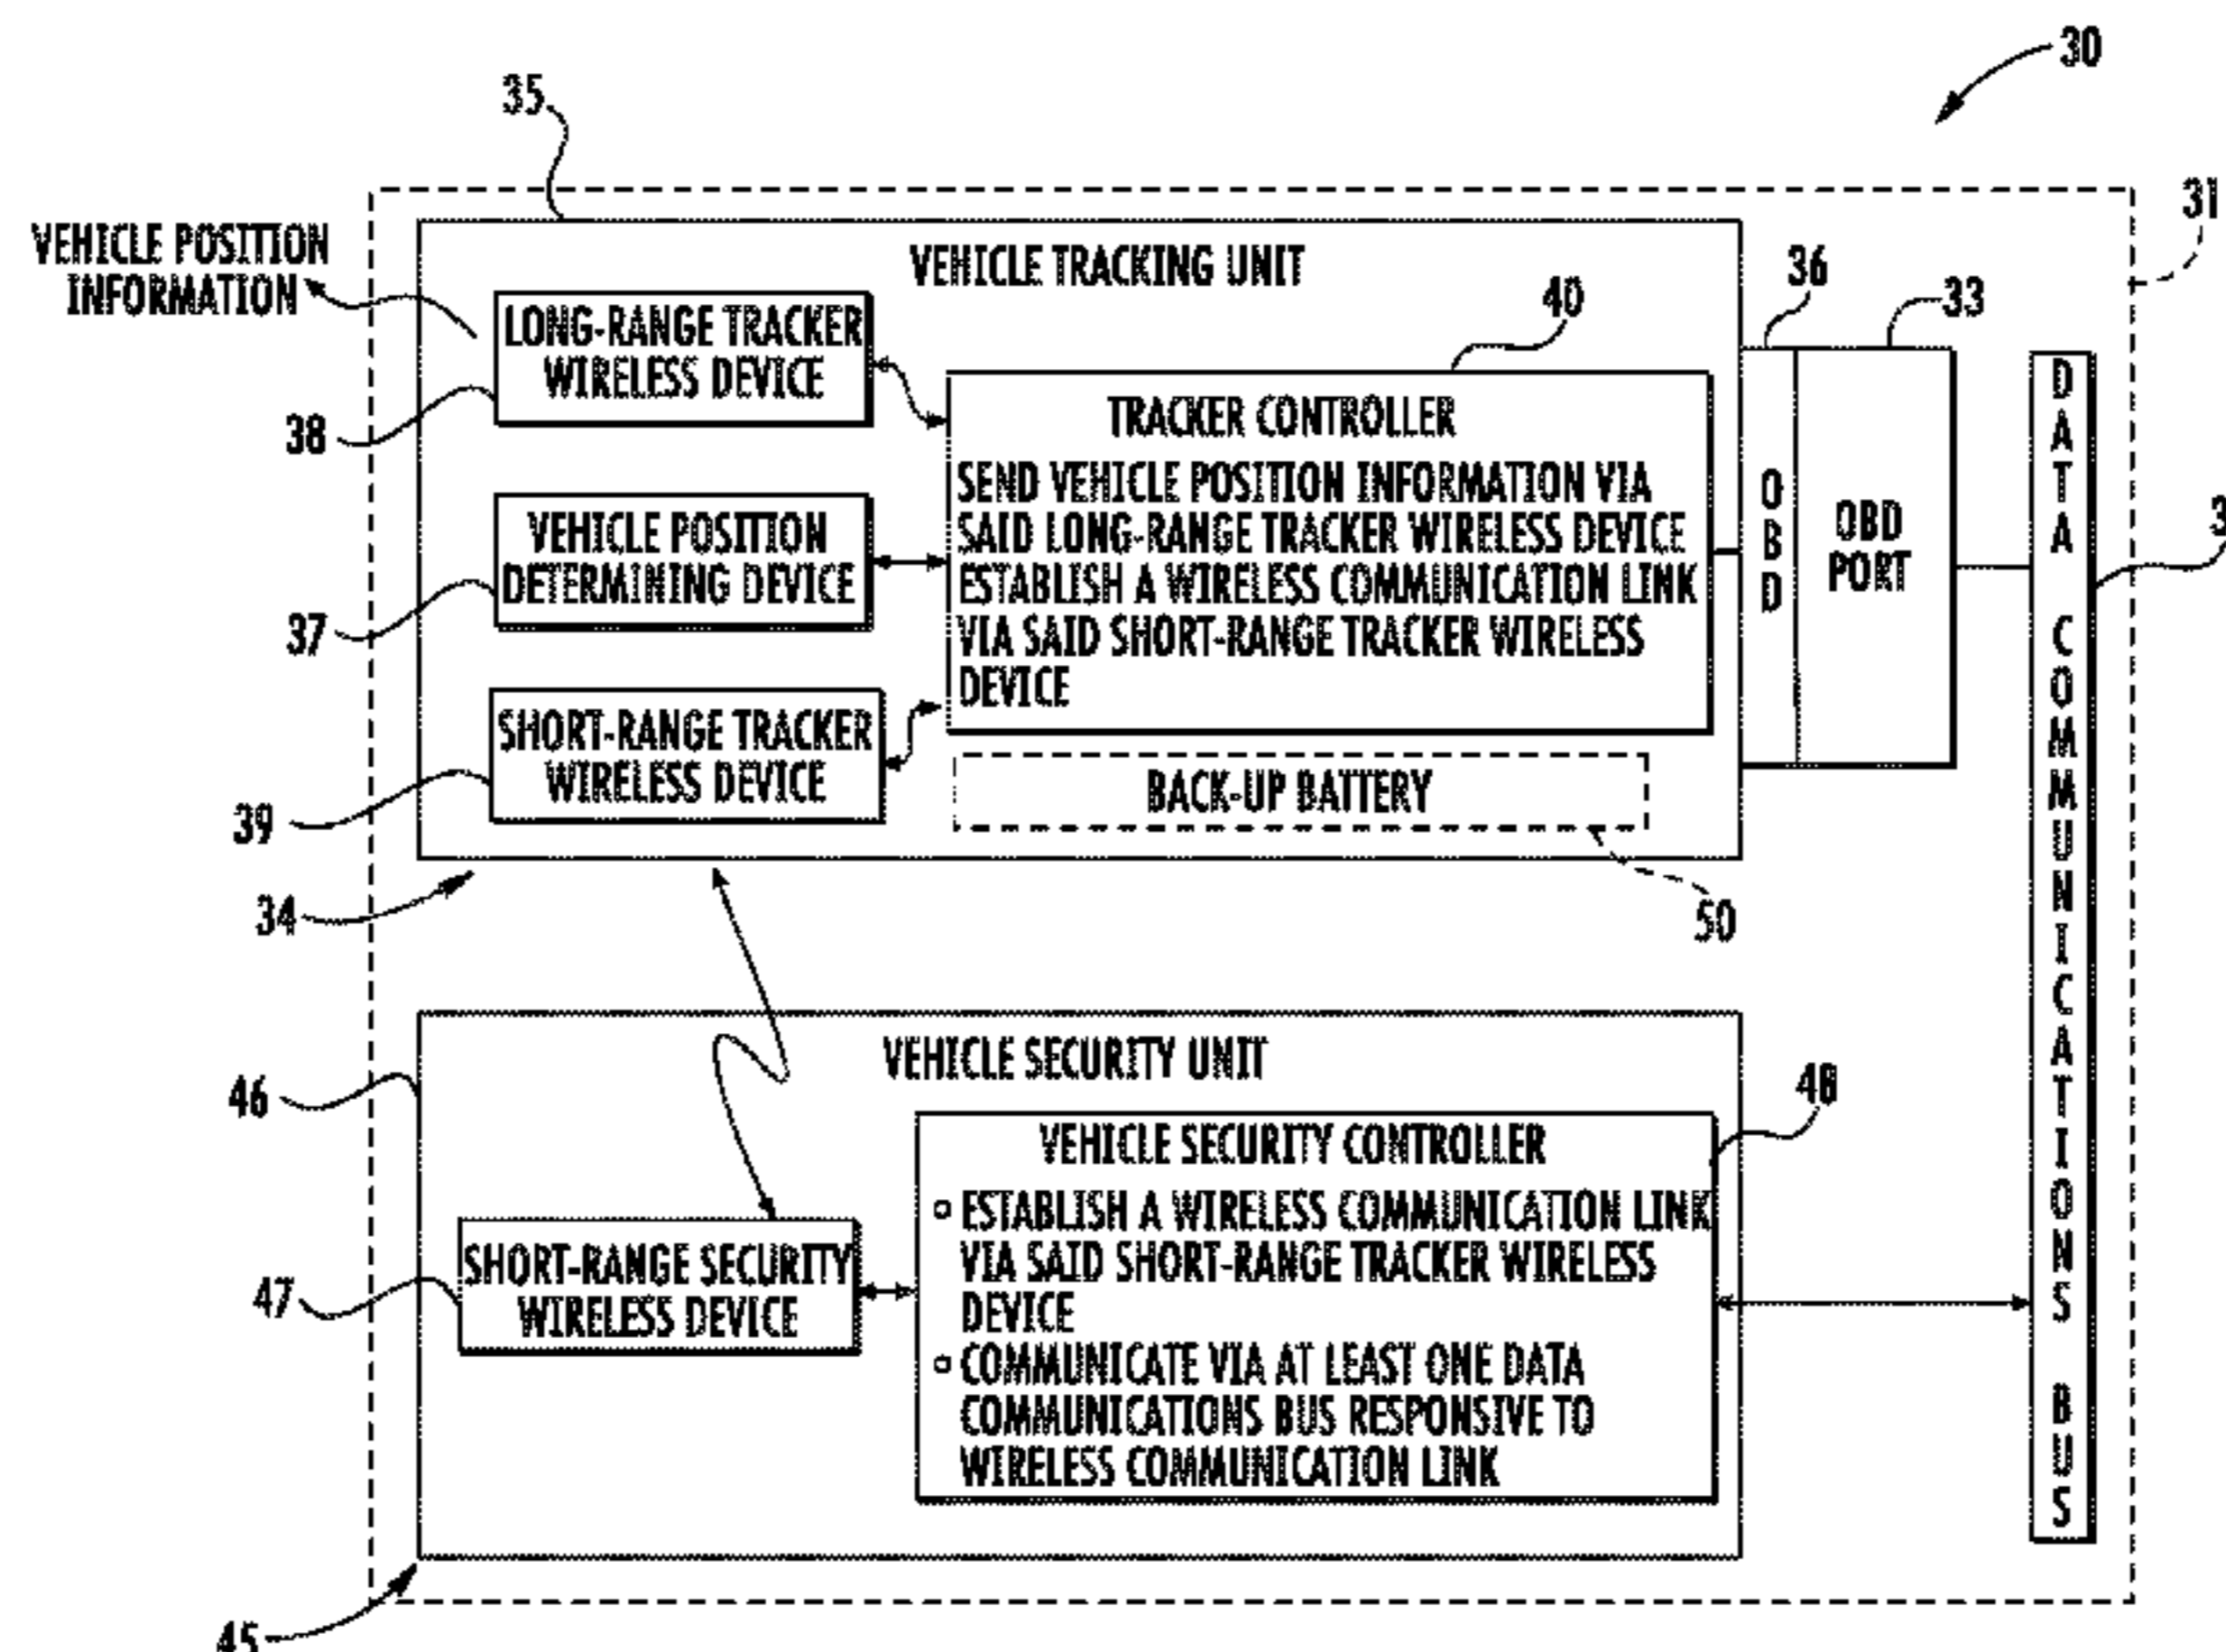 30
35
31
VEHICLE POSITION
INFORMATION
VEHICLE TRACKING UNIT
36
33
40
LONG-RANGE TRACKER
WIRELESS DEVICE
38
TRACKER CONTROLLER
SEND VEHICLE POSITION INFORMATION VIA
SAID LONG-RANGE TRACKER WIRELESS DEVICE
ESTABLISH A WIRELESS COMMUNICATION LINK
VIA SAID SHORT-RANGE TRACKER WIRELESS
DEVICE
VEHICLE POSITION
DETERMINING DEVICE
37
OBD
OBD
PORT
DATA COMMUNICATIONS BUS
SHORT-RANGE TRACKER
WIRELESS DEVICE
39
BACK-UP BATTERY
34
50
VEHICLE SECURITY UNIT
46
48
VEHICLE SECURITY CONTROLLER
o ESTABLISH A WIRELESS COMMUNICATION LINK
VIA SAID SHORT-RANGE TRACKER WIRELESS
DEVICE
o COMMUNICATE VIA AT LEAST ONE DATA
COMMUNICATIONS BUS RESPONSIVE TO
WIRELESS COMMUNICATION LINK
SHORT-RANGE SECURITY
WIRELESS DEVICE
47
45